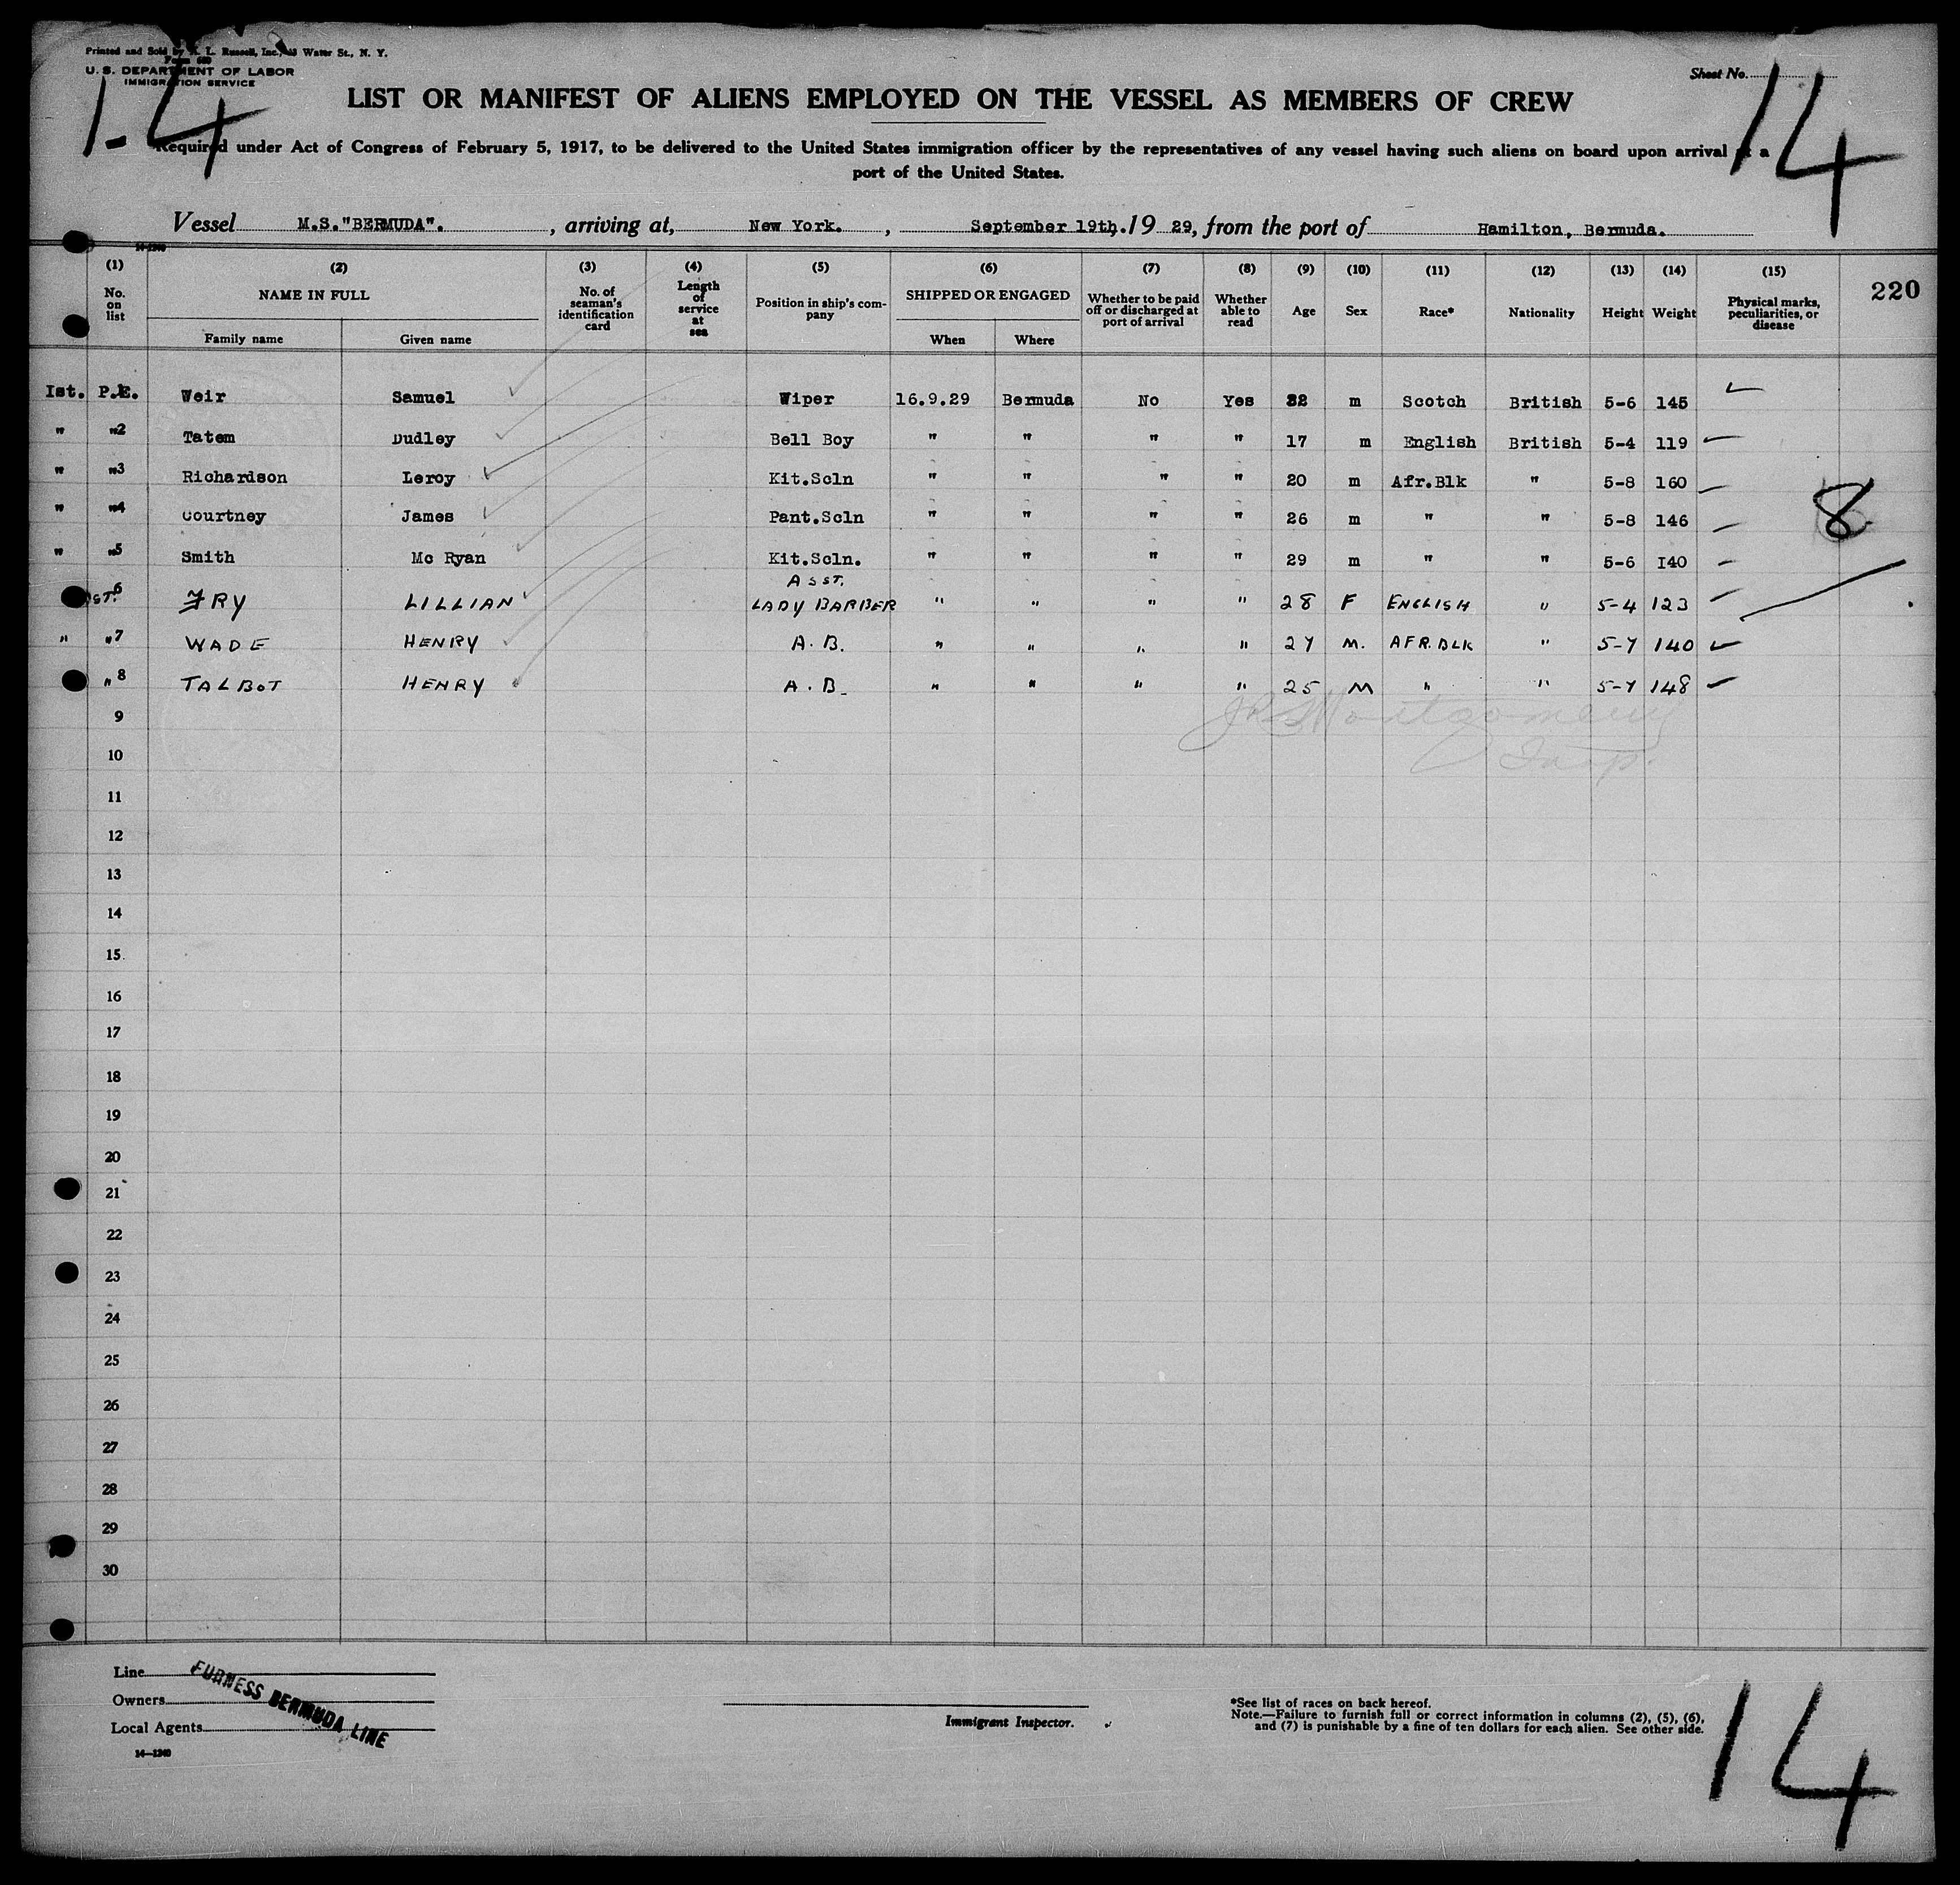 Printed and Sold by L. Russell, Inc., Water St., N. Y.
U. S. DEPARTMENT OF LABOR
IMMIGRATION SERVICE
Sheet No.
1-4
14
LIST OR MANIFEST OF ALIENS EMPLOYED ON THE VESSEL AS MEMBERS OF CREW
Required under Act of Congress of February 5, 1917, to be delivered to the United States immigration officer by the representatives of any vessel having such aliens on board upon arrival at a
port of the United States.
Vessel M.S."BERMUDA". , arriving at, New York. , September 19th. 19 29, from the port of Hamilton, Bermuda.
14-1240
(1) (2) (3) (4) (5) (6) (7) (8) (9) (10) (11) (12) (13) (14) (15) 220
No. on list NAME IN FULL Family name Given name No. of seaman's identification card Length of service at sea Position in ship's company SHIPPED OR ENGAGED When Where Whether to be paid off or discharged at port of arrival Whether able to read Age Sex Race* Nationality Height Weight Physical marks, peculiarities, or disease
Ist. P.E. Weir Samuel Wiper 16.9.29 Bermuda No Yes 32 m Scotch British 5-6 145
" "2 Tatem Dudley Bell Boy " " " " 17 m English British 5-4 119
" "3 Richardson Leroy Kit.Scln " " " " 20 m Afr.Blk " 5-8 160
" "4 Courtney James Pant.Scln " " " " 26 m " " 5-8 146
8
" "5 Smith Mc Ryan Kit.Scln. " " " " 29 m " " 5-6 I40
ST. 6 FRY LILLIAN ASST. LADY BARBER " " " " 28 F ENGLISH " 5-4 123
" "7 WADE HENRY A.B. " " " " 27 M. AFR.BLK " 5-7 140
"8 TALBOT HENRY A.B. " " " " 25 M " " 5-7 148
9 Montgomery
10 Insp.
11
12
13
14
15
16
17
18
19
20
21
22
23
24
25
26
27
28
29
30
Line
Owners
Local Agents
FURNESS BERMUDA LINE
14-1240
Immigrant Inspector.
*See list of races on back hereof.
Note.—Failure to furnish full or correct information in columns (2), (5), (6),
and (7) is punishable by a fine of ten dollars for each alien. See other side.
14